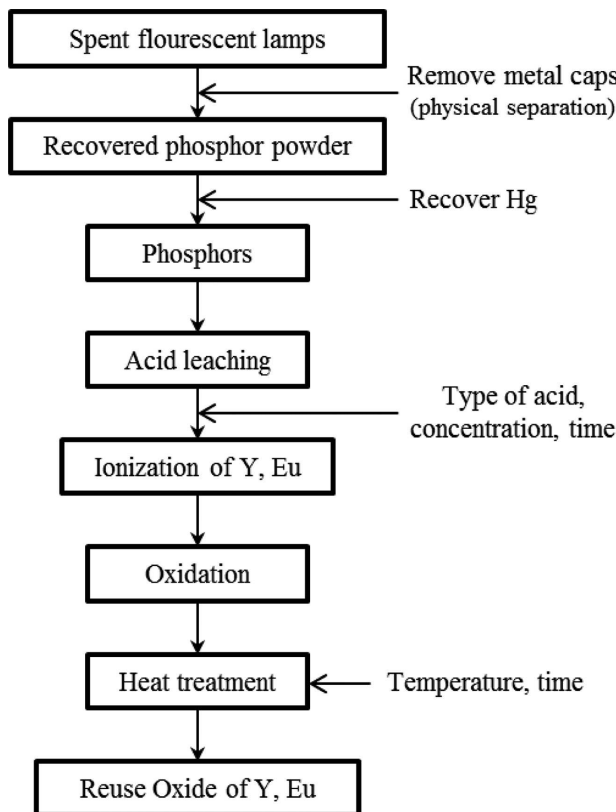 Spent flourescent lamps
Remove metal caps
(physical separation)
Recovered phosphor powder
Recover Hg
Phosphors
Acid leaching
Type of acid,
concentration, time
Ionization of Y, Eu
Oxidation
Heat treatment
Temperature, time
Reuse Oxide of Y, Eu